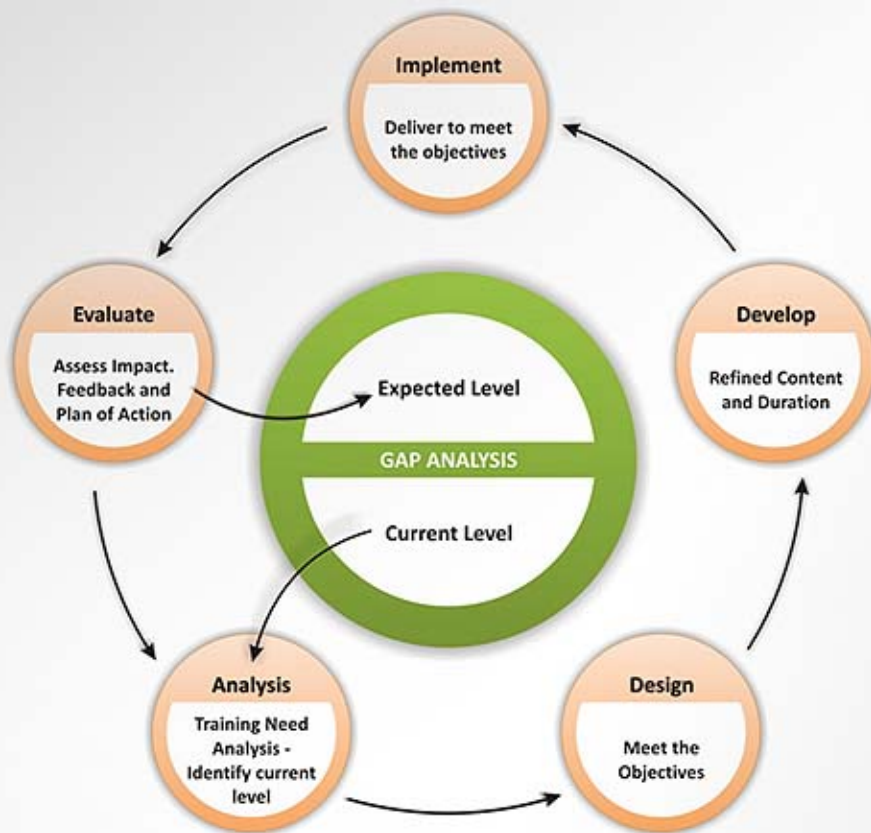 Implement
Deliver to meet
the objectives
Evaluate
Assess Impact.
Feedback and
Plan of Action
Develop
Refined Content
and Duration
Expected Level
GAP ANALYSIS
Current Level
Analysis
Training Need
Analysis -
Identify current
level
Design
Meet the
Objectives